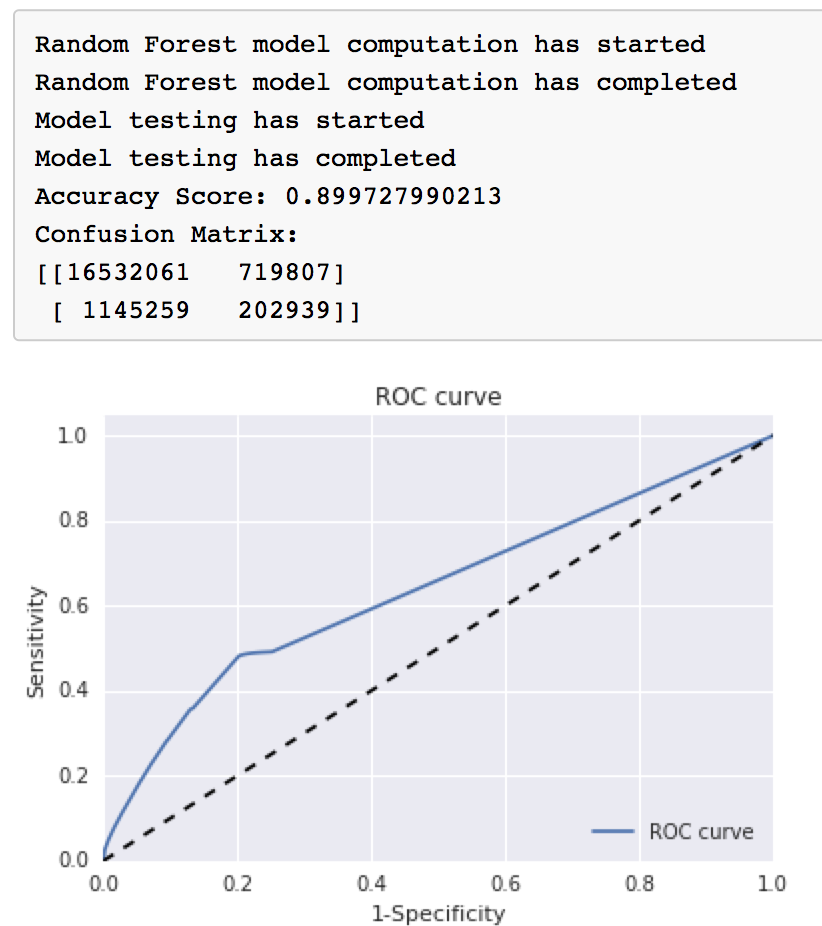 Random Forest model computation has started
Random Forest model computation has completed
Model testing has started
Model testing has completed
Accuracy Score: 0.899727990213
Confusion Matrix:
[[16532061   719807]
 [ 1145259   202939]]
ROC curve
1.0
0.8
0.6
0.4
0.2
0.0
Sensitivity
ROC curve
0.0 0.2 0.4 0.6 0.8 1.0
1-Specificity